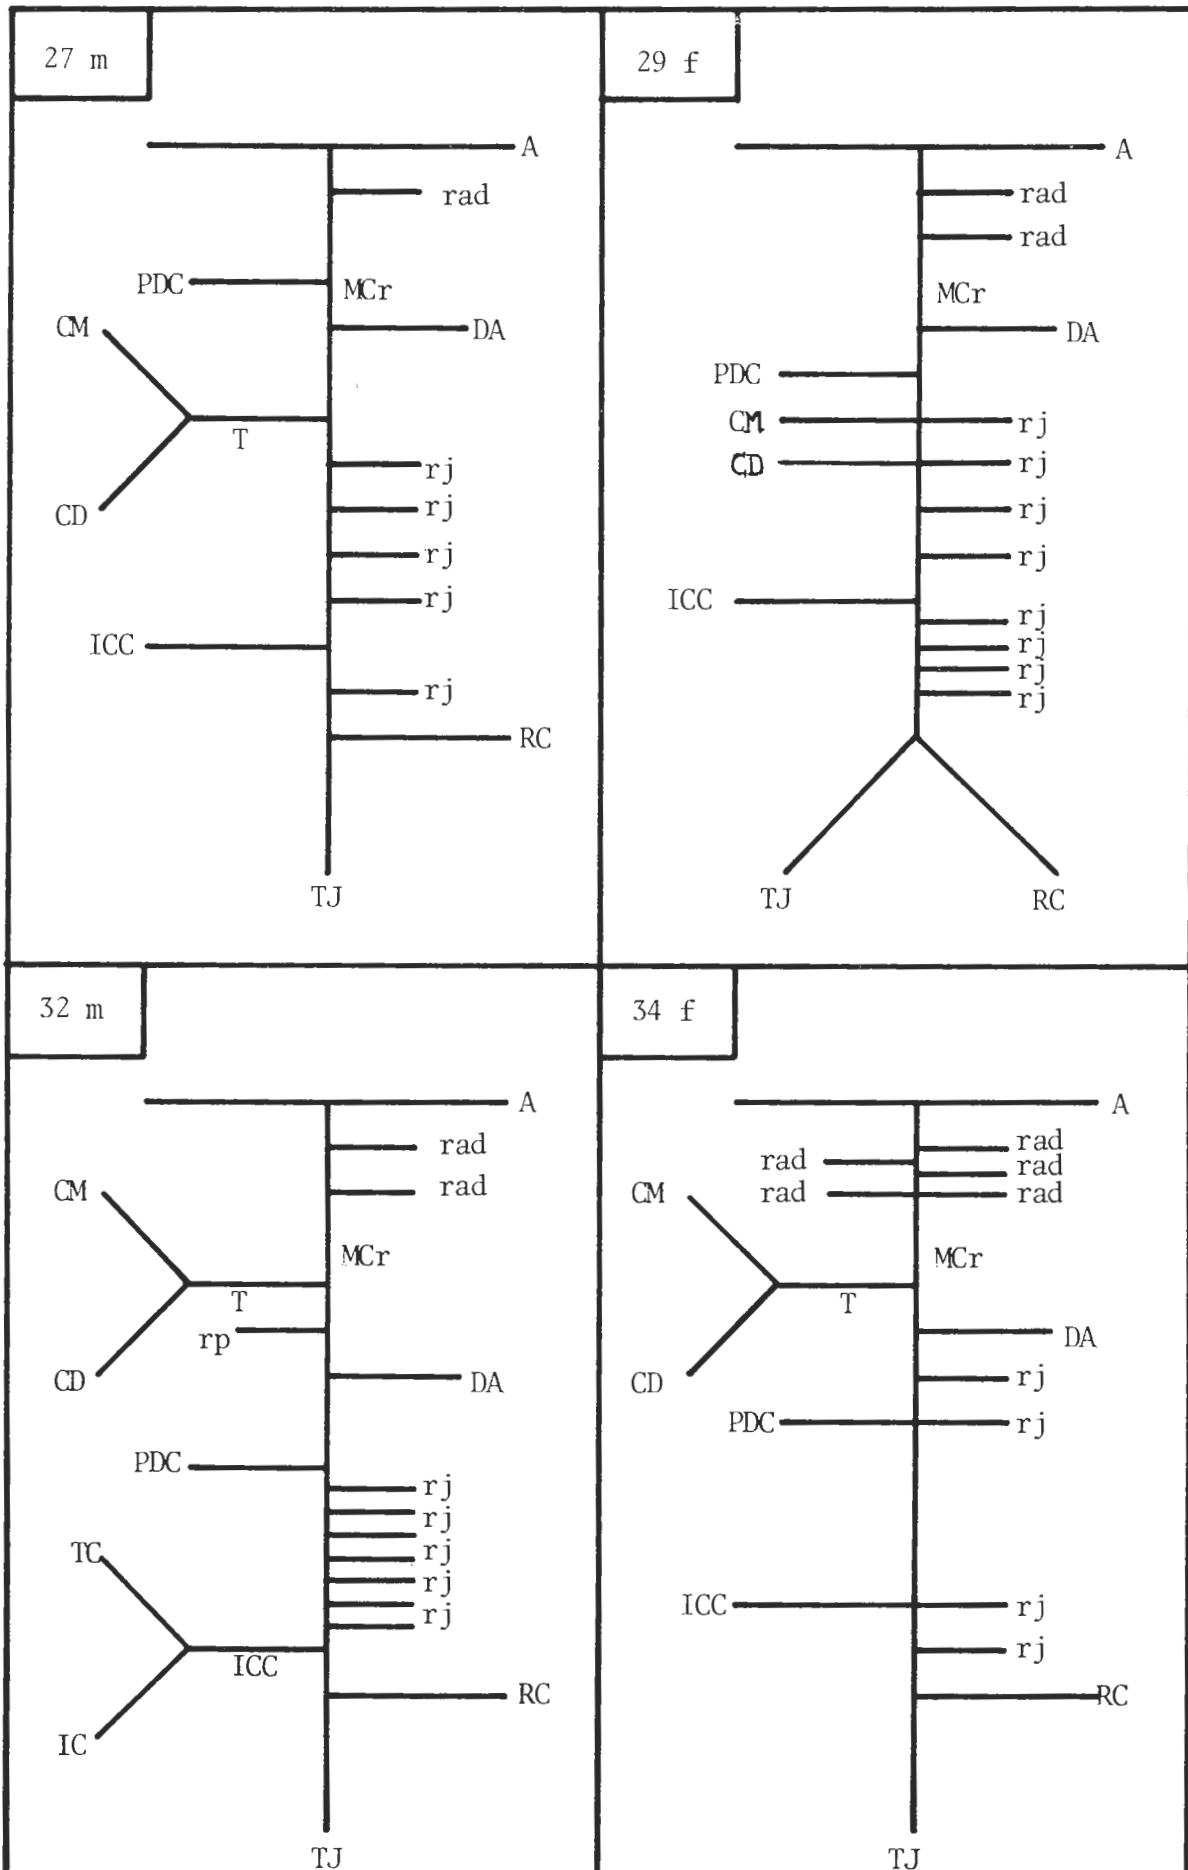 27 m
A
rad
PDC
MCr
CM
DA
T
rj
rj
CD
rj
rj
ICC
rj
RC
TJ
29 f
A
rad
rad
MCr
DA
PDC
CM rj
CD rj
rj
rj
ICC
rj
rj
rj
rj
TJ RC
32 m
A
rad
CM rad
MCr
T
rp
CD DA
PDC
rj
rj
TC rj
rj
rj
ICC
RC
IC
TJ
34 f
A
rad
rad rad
CM rad rad
MCr
T
DA
CD rj
PDC rj
ICC rj
rj
RC
TJ